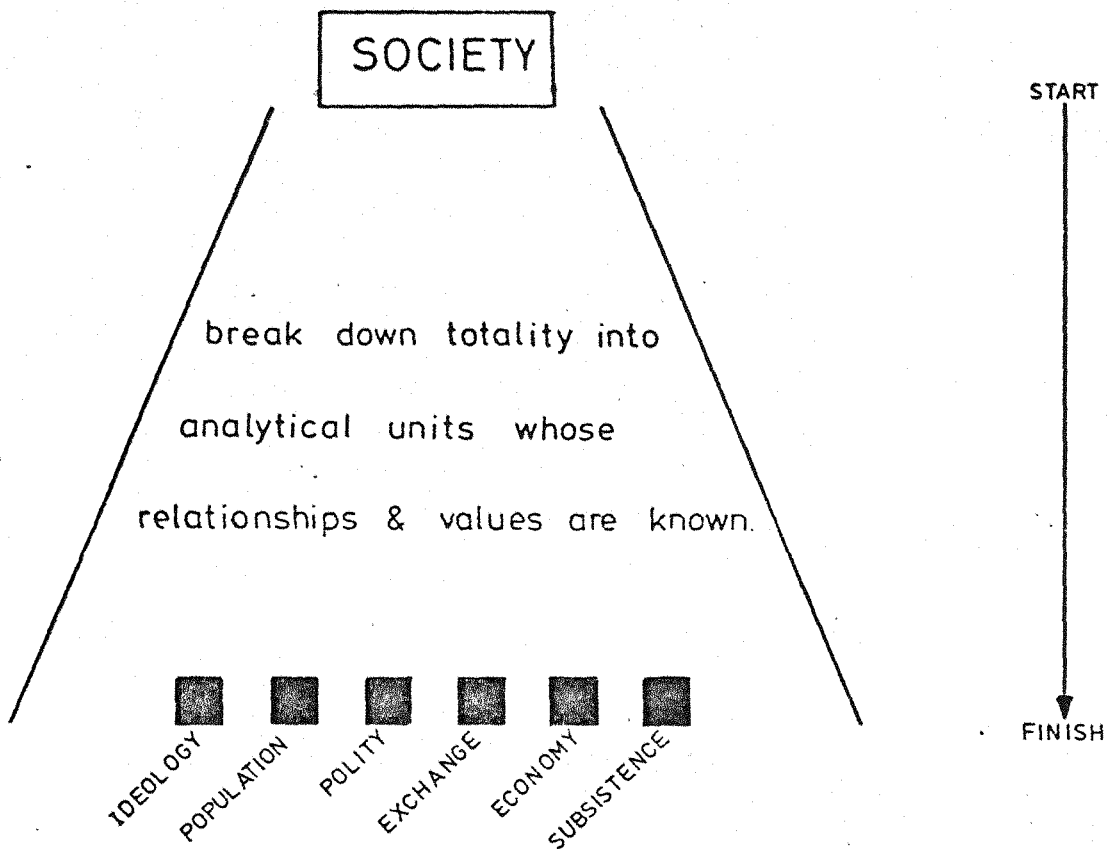 SOCIETY
START
break down totality into
analytical units whose
relationships & values are known.
FINISH
IDEOLOGY
POPULATION
POLITY
EXCHANGE
ECONOMY
SUBSISTENCE